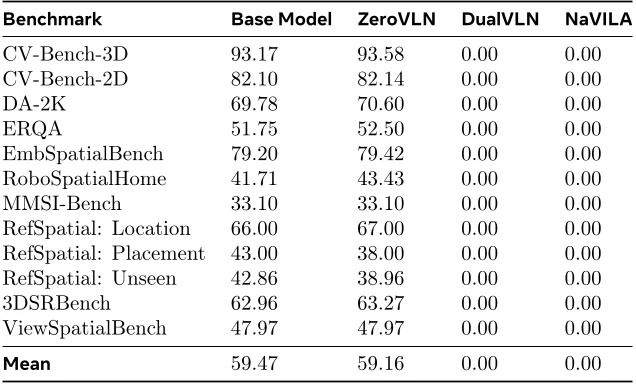 Benchmark Base Model ZeroVLN DualVLN NaVILA
CV-Bench-3D 93.17 93.58 0.00 0.00
CV-Bench-2D 82.10 82.14 0.00 0.00
DA-2K 69.78 70.60 0.00 0.00
ERQA 51.75 52.50 0.00 0.00
EmbSpatialBench 79.20 79.42 0.00 0.00
RoboSpatialHome 41.71 43.43 0.00 0.00
MMSI-Bench 33.10 33.10 0.00 0.00
RefSpatial: Location 66.00 67.00 0.00 0.00
RefSpatial: Placement 43.00 38.00 0.00 0.00
RefSpatial: Unseen 42.86 38.96 0.00 0.00
3DSRBench 62.96 63.27 0.00 0.00
ViewSpatialBench 47.97 47.97 0.00 0.00
Mean 59.47 59.16 0.00 0.00